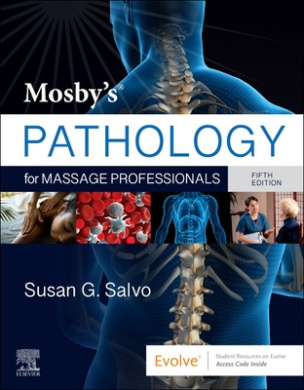 Mosby's®
PATHOLOGY
for MASSAGE PROFESSIONALS
FIFTH
EDITION
Susan G. Salvo
ELSEVIER
Evolve®
Student Resources on Evolve
Access Code Inside